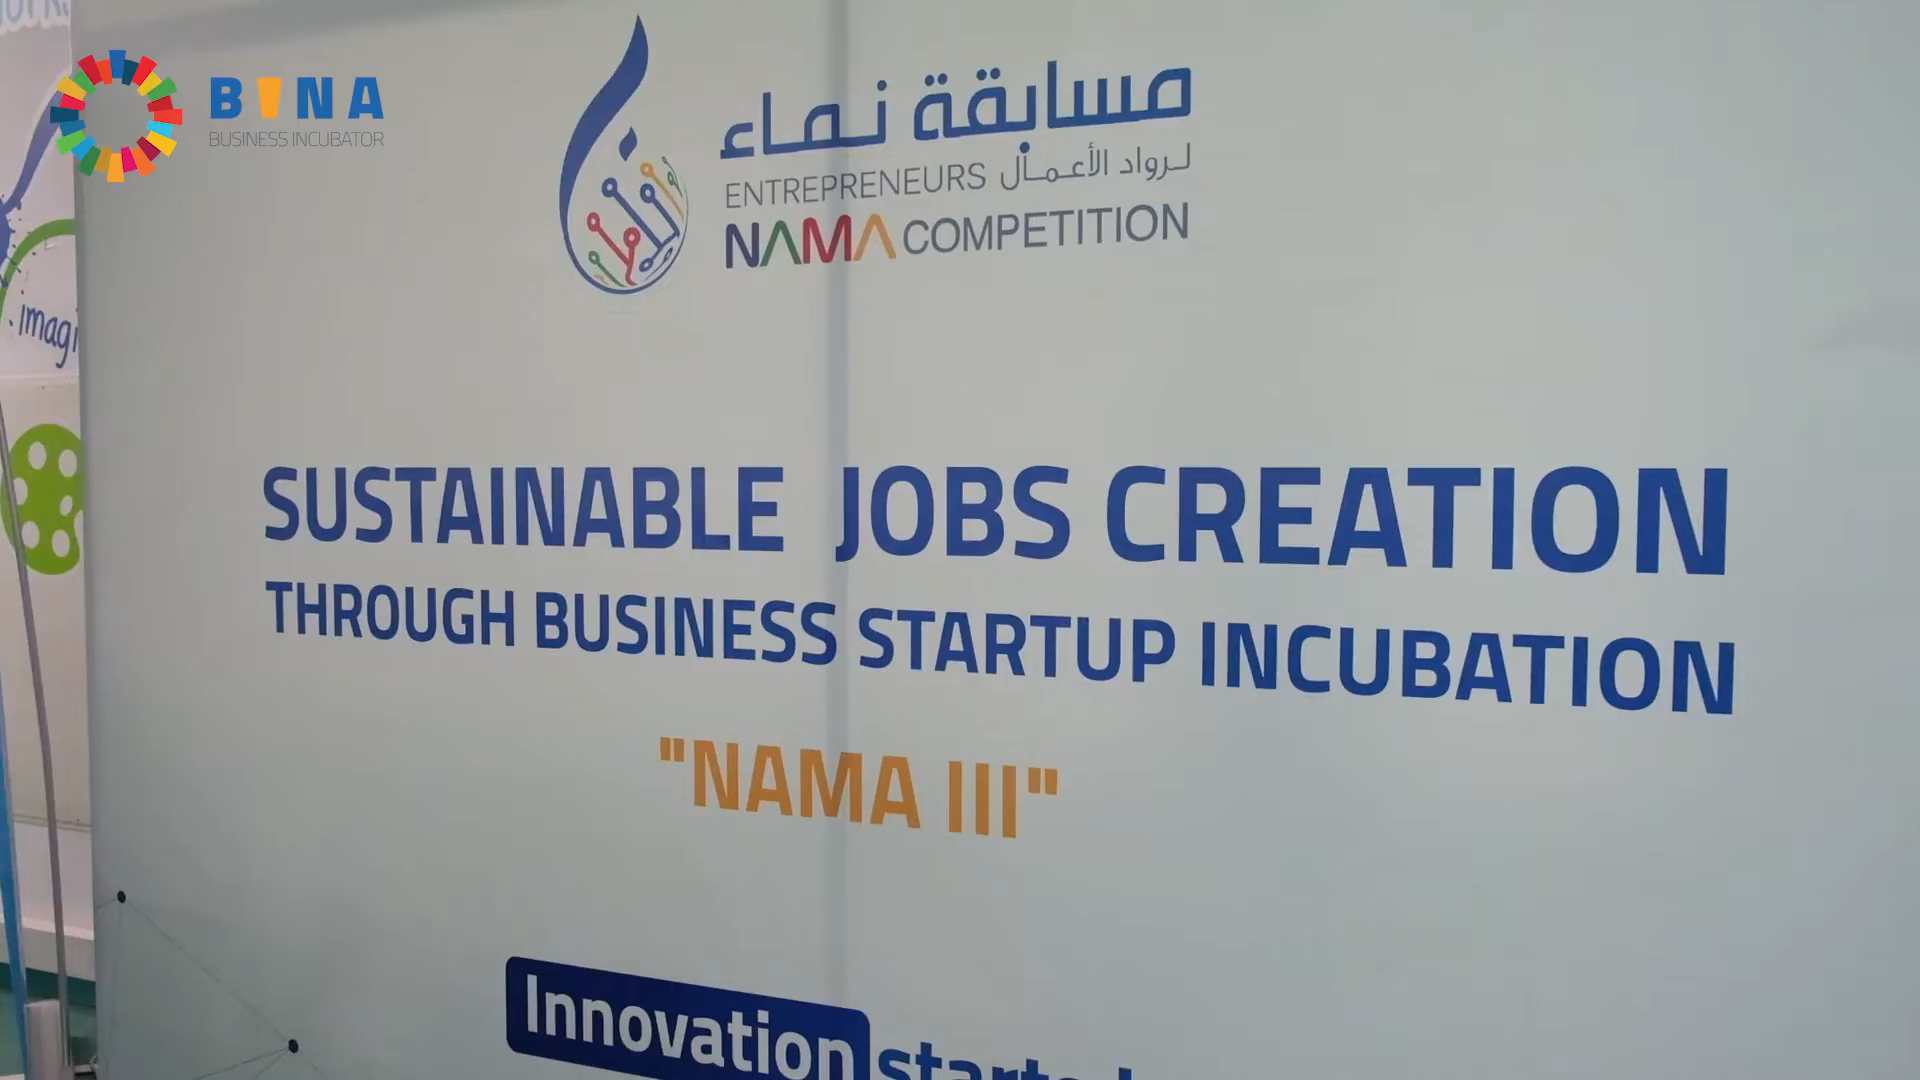 BINA
BUSINESS INCUBATOR
مسابقة نماء
لرواد الأعمال ENTREPRENEURS
NAMA COMPETITION
SUSTAINABLE JOBS CREATION
THROUGH BUSINESS STARTUP INCUBATION
"NAMA III"
Innovation